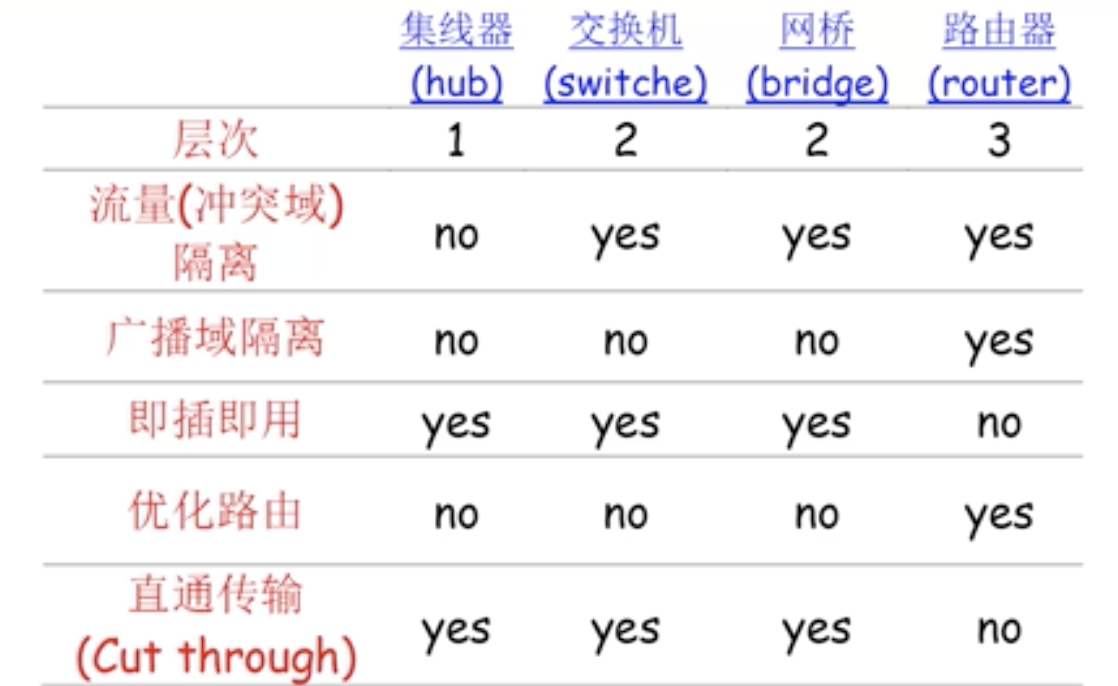 集线器 交换机 网桥 路由器
(hub) (switche) (bridge) (router)
层次 1 2 2 3
流量(冲突域)
隔离 no yes yes yes
广播域隔离 no no no yes
即插即用 yes yes yes no
优化路由 no no no yes
直通传输
(Cut through) yes yes yes no